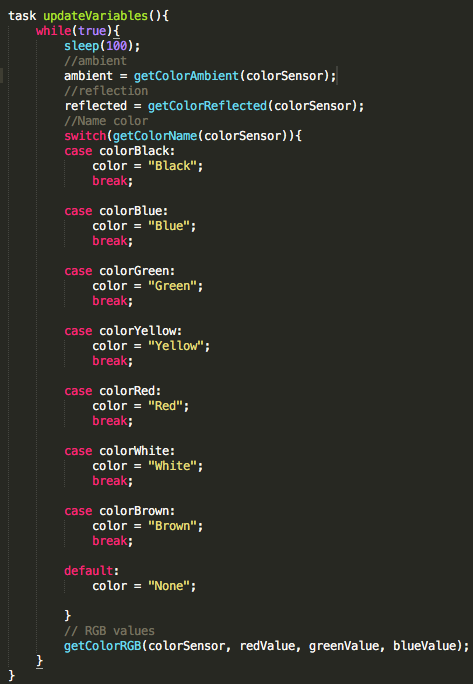 task updateVariables(){
while(true){
sleep(100);
//ambient
ambient = getColorAmbient(colorSensor);
//reflection
reflected = getColorReflected(colorSensor);
//Name color
switch(getColorName(colorSensor)){
case colorBlack:
color = "Black";
break;
case colorBlue:
color = "Blue";
break;
case colorGreen:
color = "Green";
break;
case colorYellow:
color = "Yellow";
break;
case colorRed:
color = "Red";
break;
case colorWhite:
color = "White";
break;
case colorBrown:
color = "Brown";
break;
default:
color = "None";
}
// RGB values
getColorRGB(colorSensor, redValue, greenValue, blueValue);
}
}